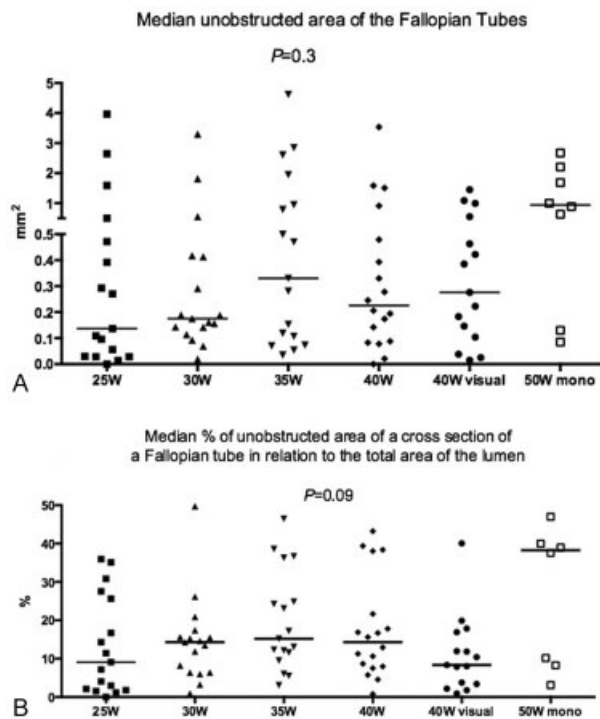 Median unobstructed area of the Fallopian Tubes
P=0.3
5
4
3
2
1
0.5
0.4
0.3
0.2
0.1
0.0
mm2
25W 30W 35W 40W 40W visual 50W mono
A
Median % of unobstructed area of a cross section of
a Fallopian tube in relation to the total area of the lumen
P=0.09
50
40
30
20
10
0
%
25W 30W 35W 40W 40W visual 50W mono
B